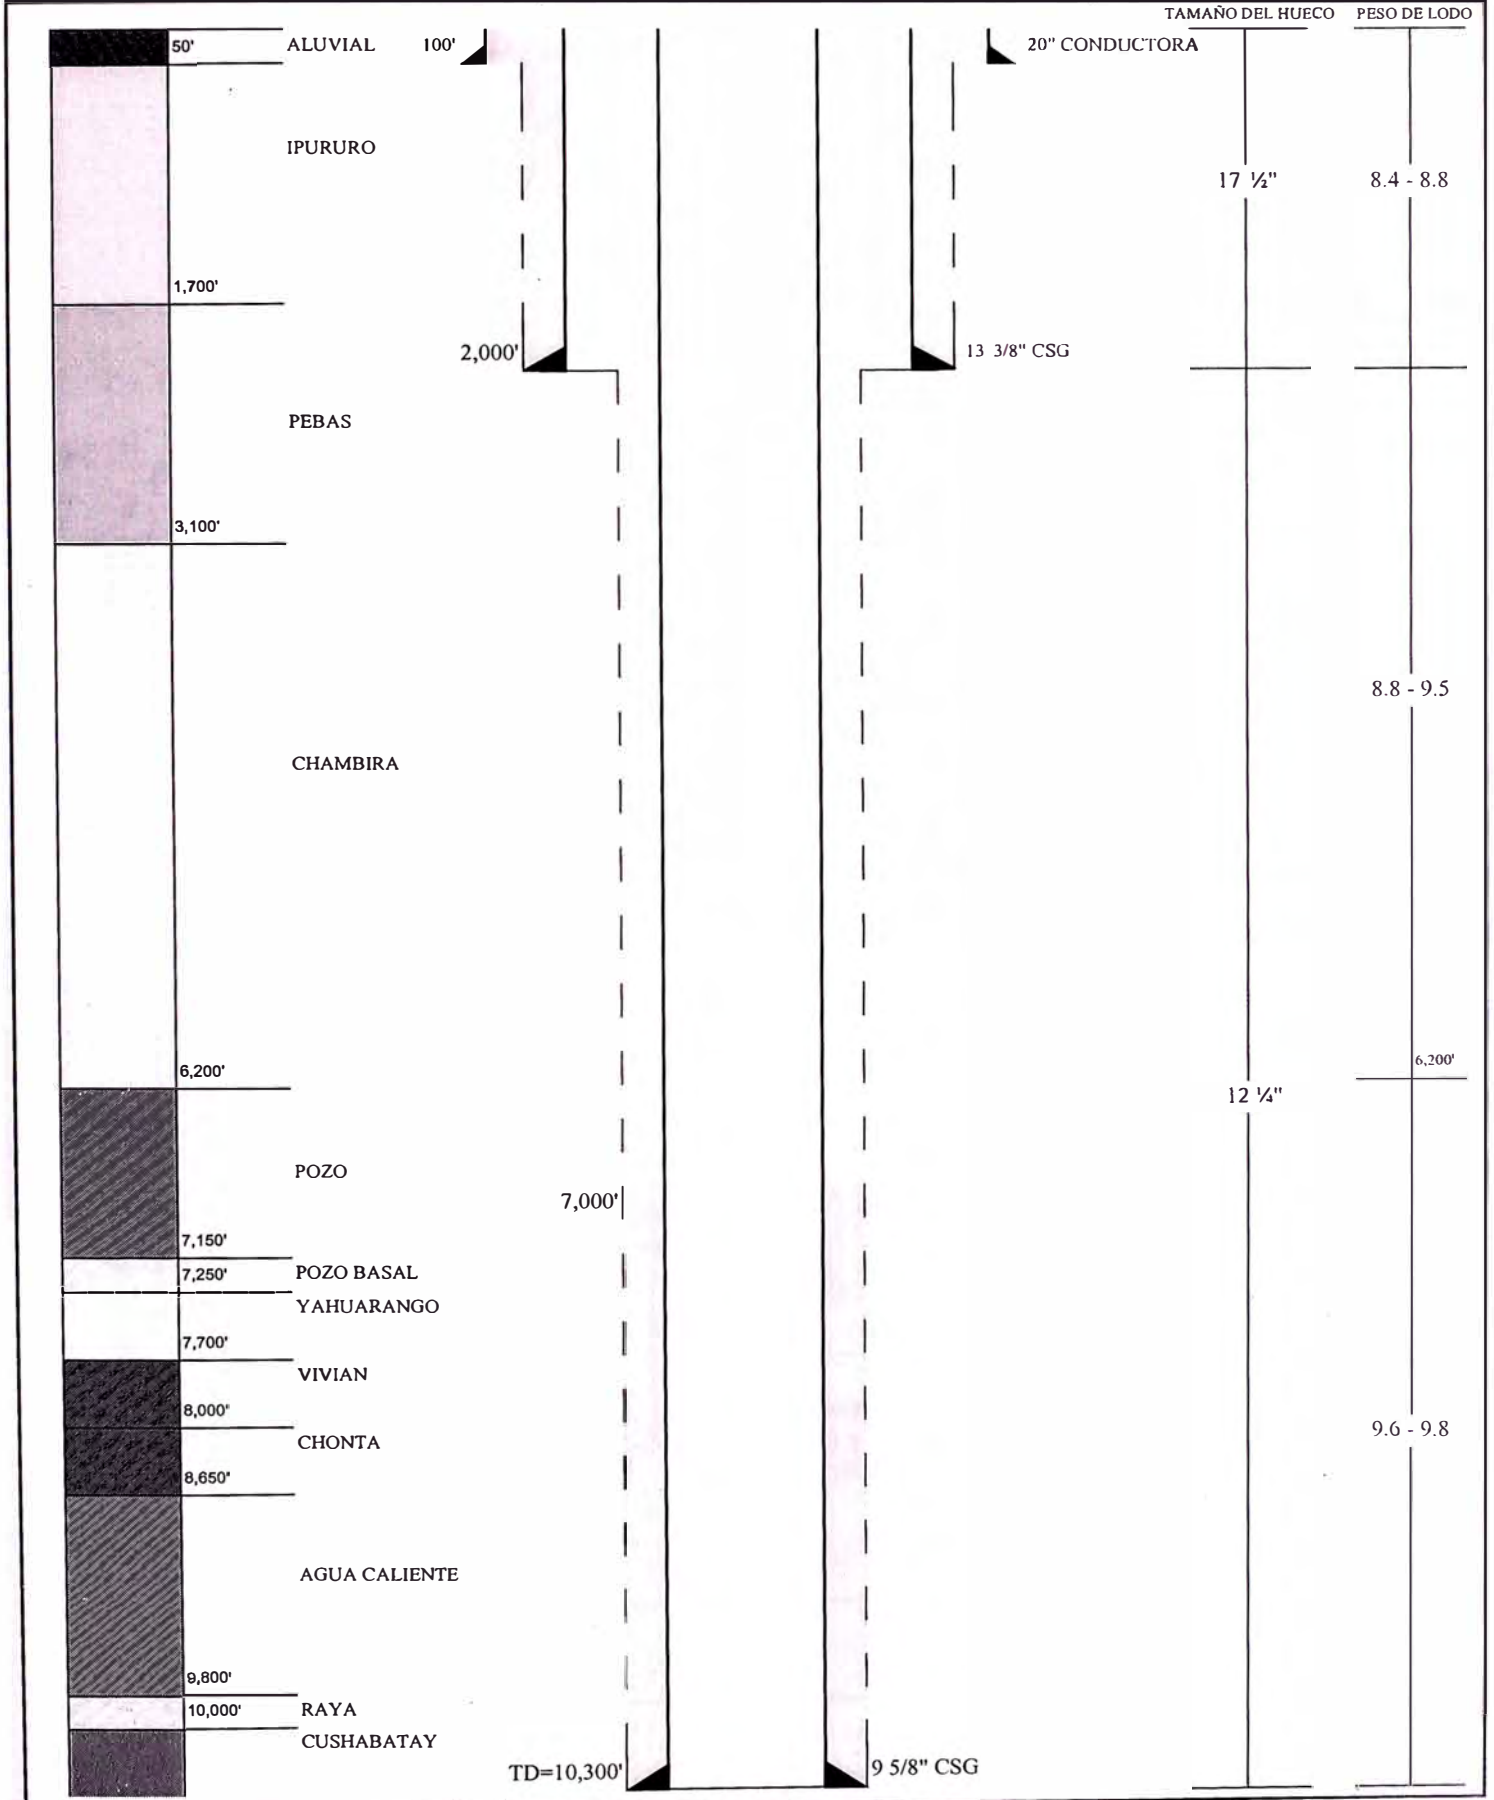 TAMAÑO DEL HUECO PESO DE LODO
50' ALUVIAL 100' 20" CONDUCTORA
IPURURO
17 ½" 8.4 - 8.8
1,700'
2,000' 13 3/8" CSG
PEBAS
3,100'
8.8 - 9.5
CHAMBIRA
6,200' 6,200'
12 ¼"
POZO
7,000'
7,150'
7,250' POZO BASAL
YAHUARANGO
7,700'
VIVIAN
8,000'
9.6 - 9.8
CHONTA
8,650'
AGUA CALIENTE
9,800'
10,000' RAYA
CUSHABATAY
TD=10,300' 9 5/8" CSG